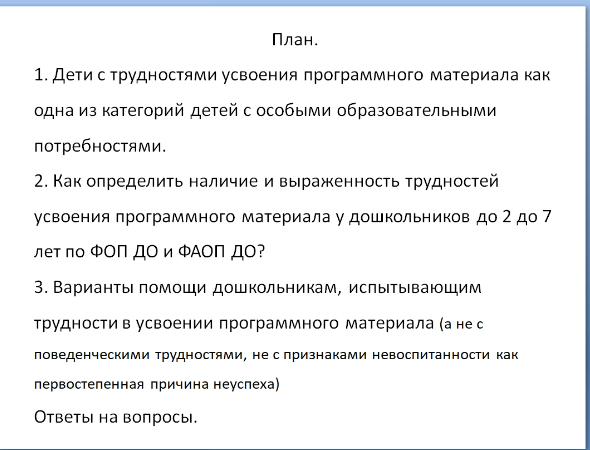 План.
1. Дети с трудностями усвоения программного материала как
одна из категорий детей с особыми образовательными
потребностями.
2. Как определить наличие и выраженность трудностей
усвоения программного материала у дошкольников до 2 до 7
лет по ФОП ДО и ФАОП ДО?
3. Варианты помощи дошкольникам, испытывающим
трудности в усвоении программного материала (а не с
поведенческими трудностями, не с признаками невоспитанности как
первостепенная причина неуспеха)
Ответы на вопросы.